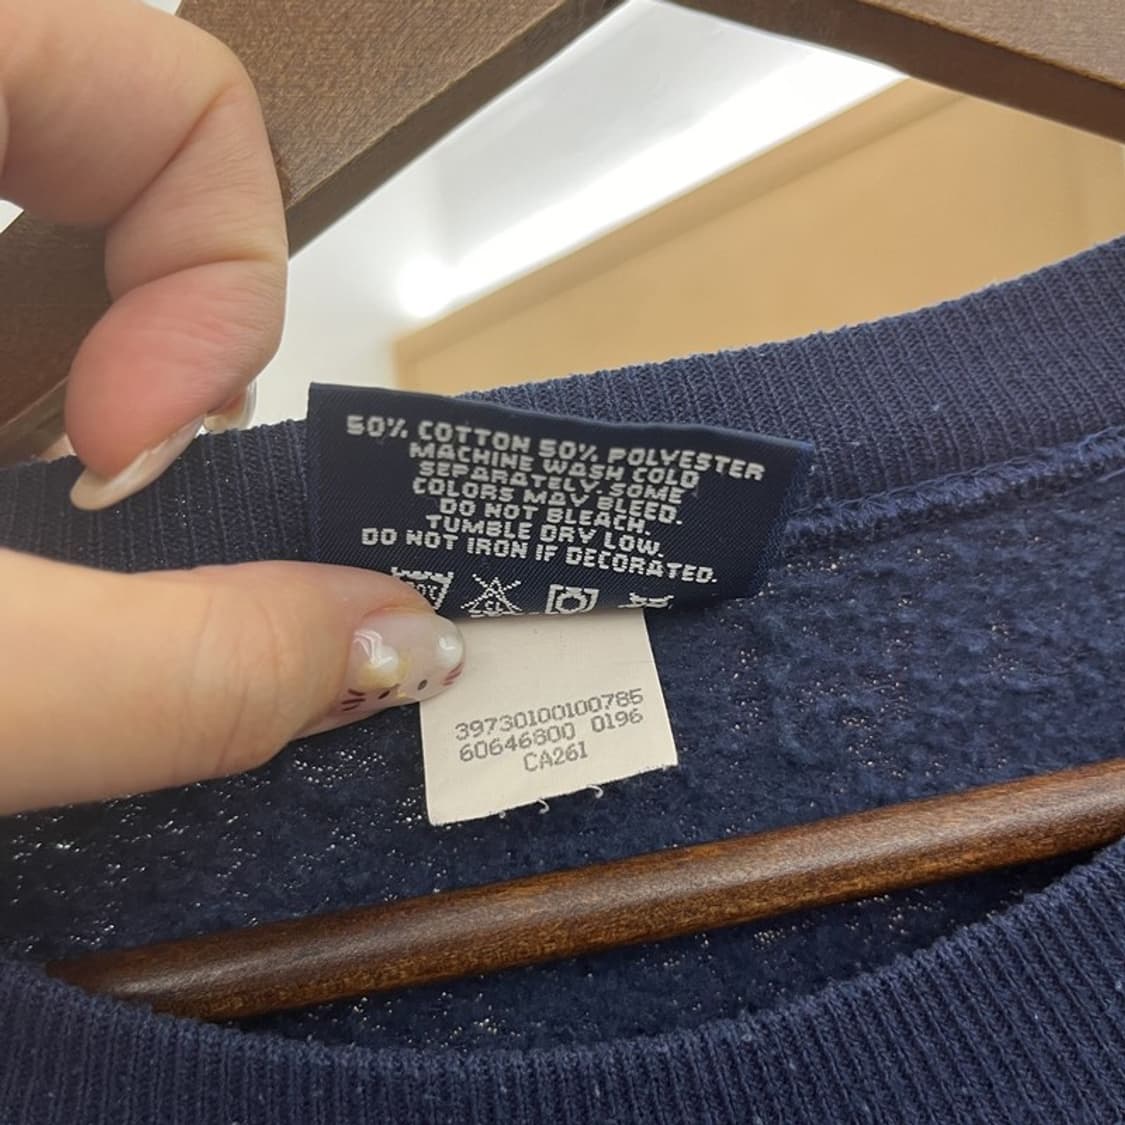 50% COTTON 50% POLYESTER
MACHINE WASH COLD
SEPARATELY. SOME
COLORS MAY BLEED.
DO NOT BLEACH.
TUMBLE DRY LOW.
DO NOT IRON IF DECORATED.
39730100100785
60646800 0196
CA261